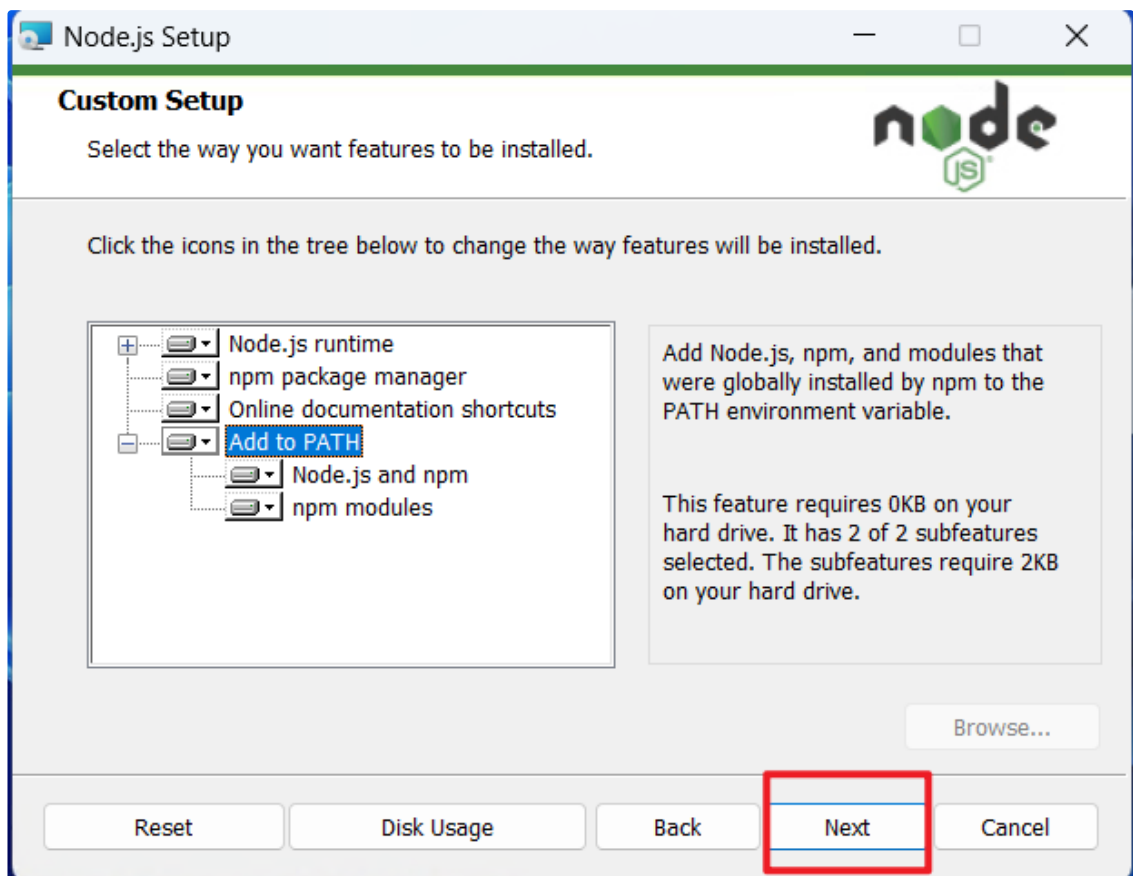 Node.js Setup
Custom Setup
Select the way you want features to be installed.
node
JS
Click the icons in the tree below to change the way features will be installed.
Node.js runtime
npm package manager
Online documentation shortcuts
Add to PATH
Node.js and npm
npm modules
Add Node.js, npm, and modules that
were globally installed by npm to the
PATH environment variable.
This feature requires 0KB on your
hard drive. It has 2 of 2 subfeatures
selected. The subfeatures require 2KB
on your hard drive.
Browse...
Reset
Disk Usage
Back
Next
Cancel